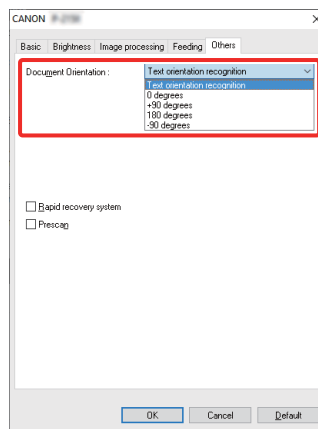 CANON
Basic Brightness Image processing Feeding Others
Document Orientation : Text orientation recognition
Text orientation recognition
0 degrees
+90 degrees
180 degrees
-90 degrees
Rapid recovery system
Prescan
OK Cancel Default